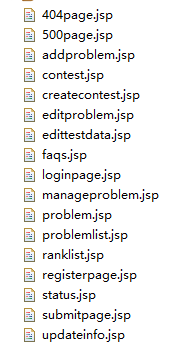 404page.jsp
500page.jsp
addproblem.jsp
contest.jsp
createcontest.jsp
editproblem.jsp
edittestdata.jsp
faqs.jsp
loginpage.jsp
manageproblem.jsp
problem.jsp
problemlist.jsp
ranklist.jsp
registerpage.jsp
status.jsp
submitpage.jsp
updateinfo.jsp